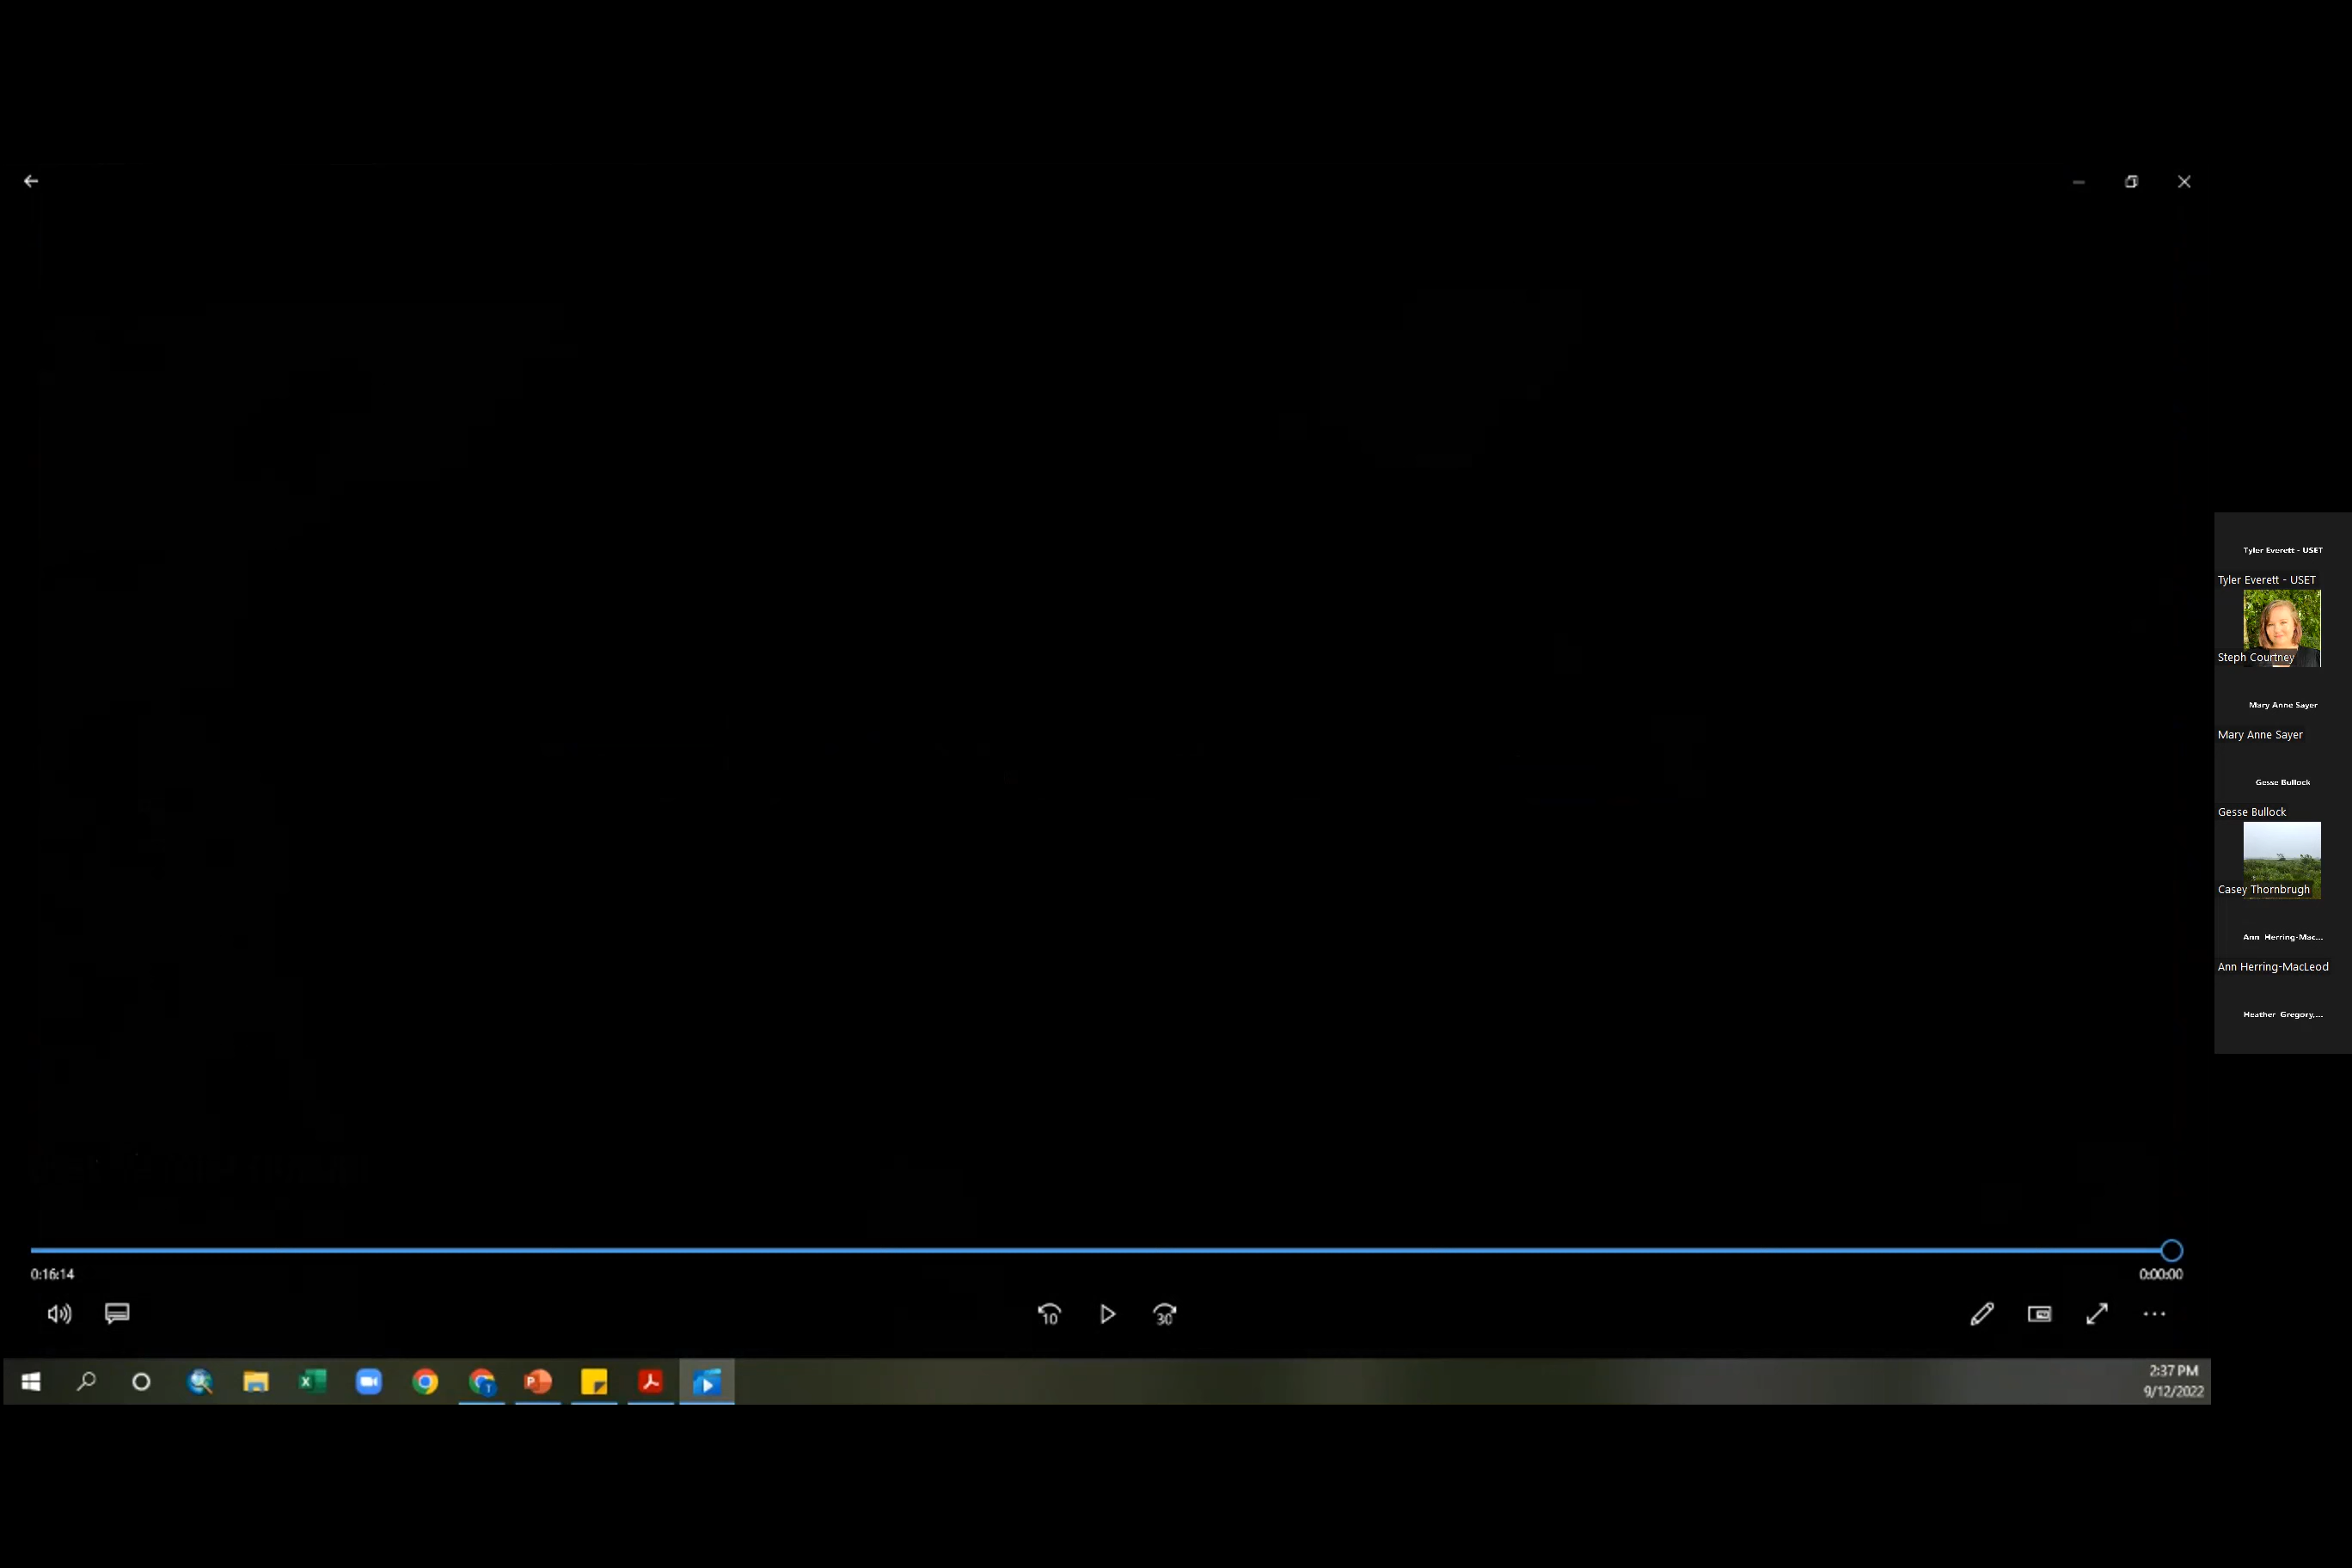 Tyler Everett - USET
Tyler Everett - USET
Steph Courtney
Mary Anne Sayer
Mary Anne Sayer
Gesse Bullock
Gesse Bullock
Casey Thornbrugh
Ann Herring-Mac...
Ann Herring-MacLeod
Heather Gregory,...
0:16:14
0:00:00
10
30
2:37 PM
9/12/2022